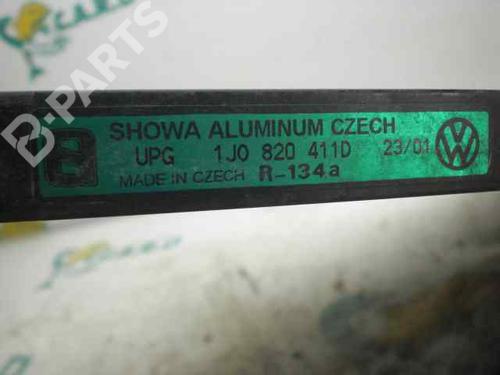 SHOWA ALUMINUM CZECH
UPG 1J0 820 411D 23/01
MADE IN CZECH R-134a
B-PARTS